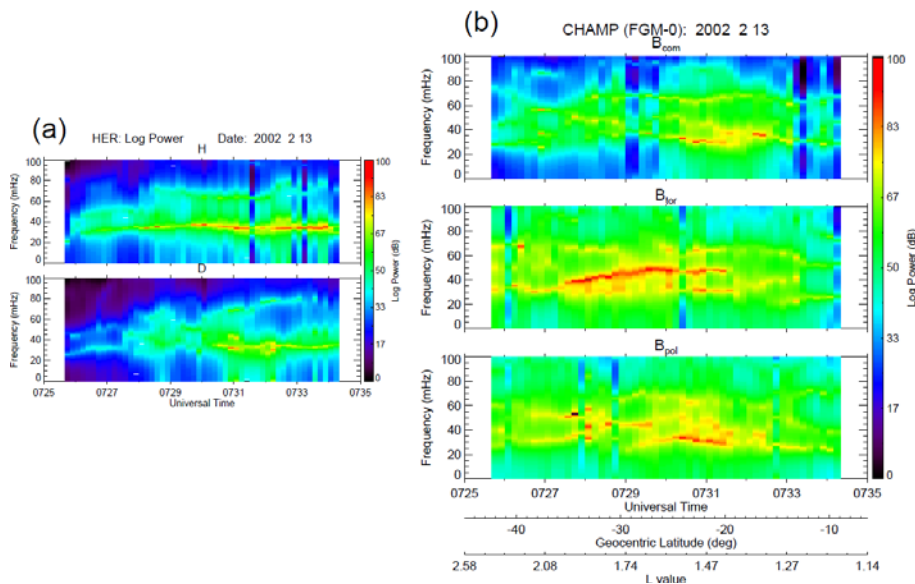 (a)
HER: Log Power Date: 2002 2 13
H
100
80
60
40
20
0
Frequency (mHz)
D
100
80
60
40
20
0
Frequency (mHz)
0725 0727 0729 0731 0733 0735
Universal Time
100
83
67
50
33
17
0
Log Power (dB)
(b)
CHAMP (FGM-0): 2002 2 13
Bcom
100
80
60
40
20
0
Frequency (mHz)
Btor
100
80
60
40
20
0
Frequency (mHz)
Bpol
100
80
60
40
20
0
Frequency (mHz)
0725 0727 0729 0731 0733 0735
Universal Time
-40 -30 -20 -10
Geocentric Latitude (deg)
2.58 2.08 1.74 1.47 1.27 1.14
L value
100
83
67
50
33
17
0
Log Power (dB)